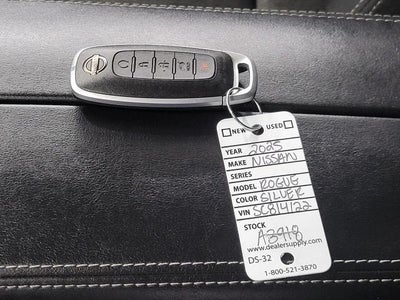 NEW USED
YEAR 2025
MAKE NISSAN
SERIES
MODEL ROGUE
COLOR SILVER
VIN SC814122
STOCK
A3918
www.dealersupply.com
DS-32
1-800-521-3870